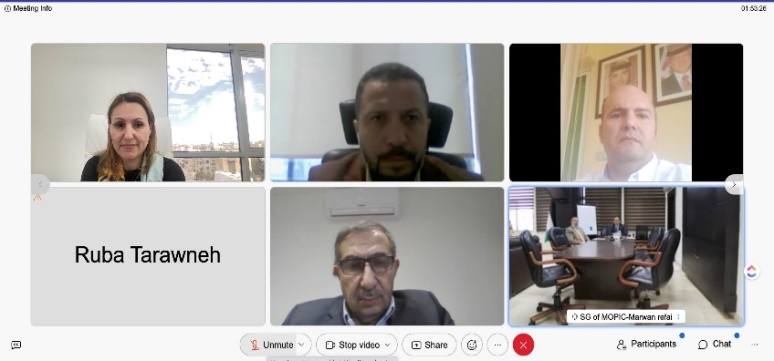 Meeting Info
01:53:26
Ruba Tarawneh
SG of MOPIC-Marwan refai
Unmute
Stop video
Share
Participants
Chat